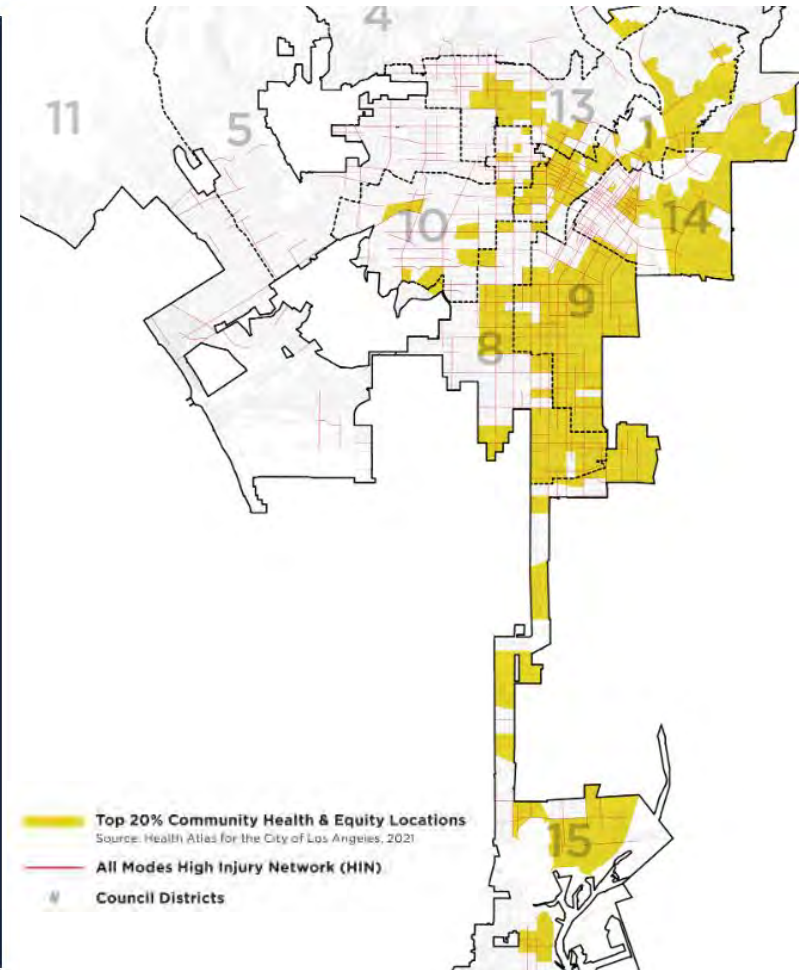 4
11
5
13
1
10
14
9
8
15
Top 20% Community Health & Equity Locations
Source: Health Atlas for the City of Los Angeles, 2021
All Modes High Injury Network (HIN)
# Council Districts